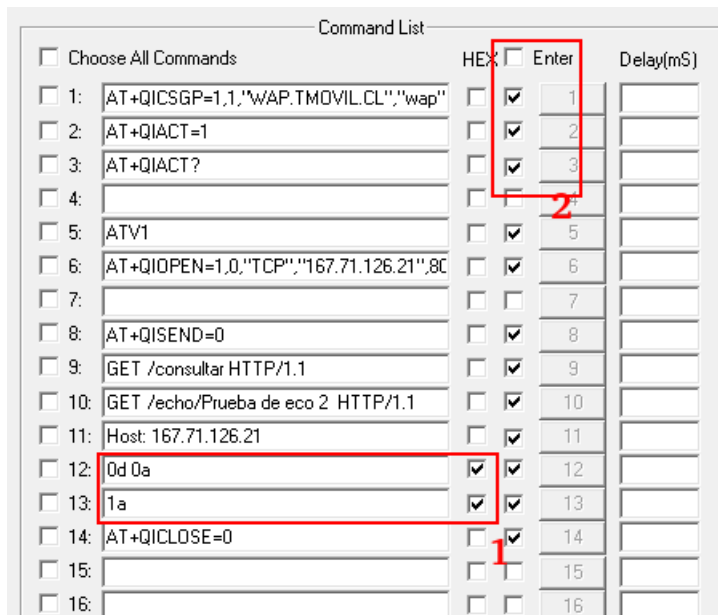 Command List
Choose All Commands HEX Enter Delay(mS)
1: AT+QICSGP=1,1,"WAP.TMOVIL.CL","wap" 1
2: AT+QIACT=1 2
3: AT+QIACT? 3
4: 4
2
5: ATV1 5
6: AT+QIOPEN=1,0,"TCP","167.71.126.21",80 6
7: 7
8: AT+QISEND=0 8
9: GET /consultar HTTP/1.1 9
10: GET /echo/Prueba de eco 2 HTTP/1.1 10
11: Host: 167.71.126.21 11
12: 0d 0a 12
13: 1a 13
1
14: AT+QICLOSE=0 14
15: 15
16: 16